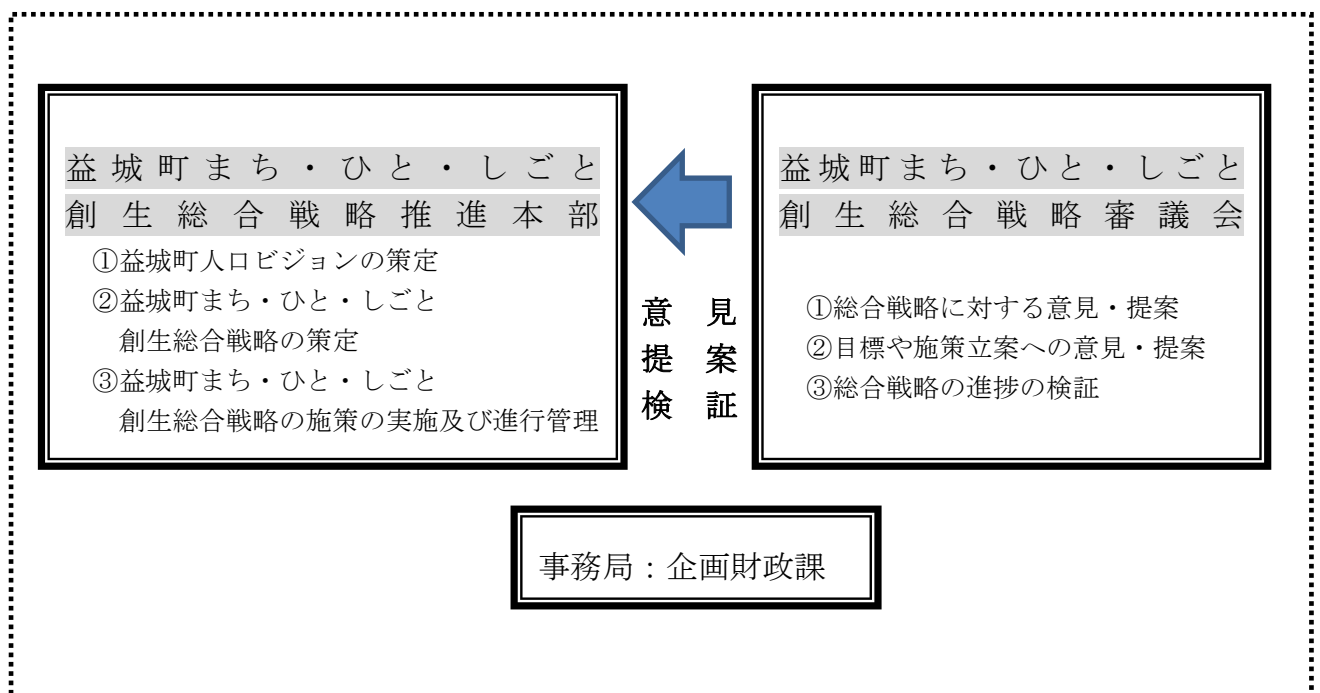 益城町まち・ひと・しごと
創生総合戦略推進本部
①益城町人口ビジョンの策定
②益城町まち・ひと・しごと
創生総合戦略の策定
③益城町まち・ひと・しごと
創生総合戦略の施策の実施及び進行管理
意見
提案
検証
益城町まち・ひと・しごと
創生総合戦略審議会
①総合戦略に対する意見・提案
②目標や施策立案への意見・提案
③総合戦略の進捗の検証
事務局：企画財政課